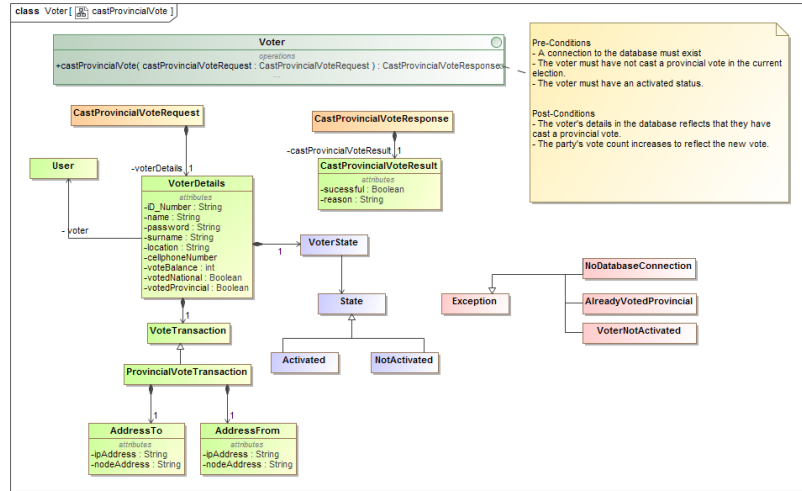 class Voter [ castProvincialVote ]
Voter
operations
+castProvincialVote( castProvincialVoteRequest : CastProvincialVoteRequest ) : CastProvincialVoteResponse
...
Pre-Conditions
- A connection to the database must exist
- The voter must have not cast a provincial vote in the current
election.
- The voter must have an activated status.
Post-Conditions
- The voter's details in the database reflects that they have
cast a provincial vote.
- The party's vote count increases to reflect the new vote.
CastProvincialVoteRequest
CastProvincialVoteResponse
-castProvincialVoteResult
1
-voterDetails
1
User
CastProvincialVoteResult
attributes
-sucessful : Boolean
-reason : String
VoterDetails
attributes
-iD_Number : String
-name : String
-password : String
-surname : String
-location : String
-cellphoneNumber
-voteBalance : int
-votedNational : Boolean
-votedProvincial : Boolean
- voter
1
VoterState
NoDatabaseConnection
State
Exception
AlreadyVotedProvincial
1
VoteTransaction
VoterNotActivated
Activated
NotActivated
ProvincialVoteTransaction
1
1
AddressTo
attributes
-ipAddress : String
-nodeAddress : String
AddressFrom
attributes
-ipAddress : String
-nodeAddress : String